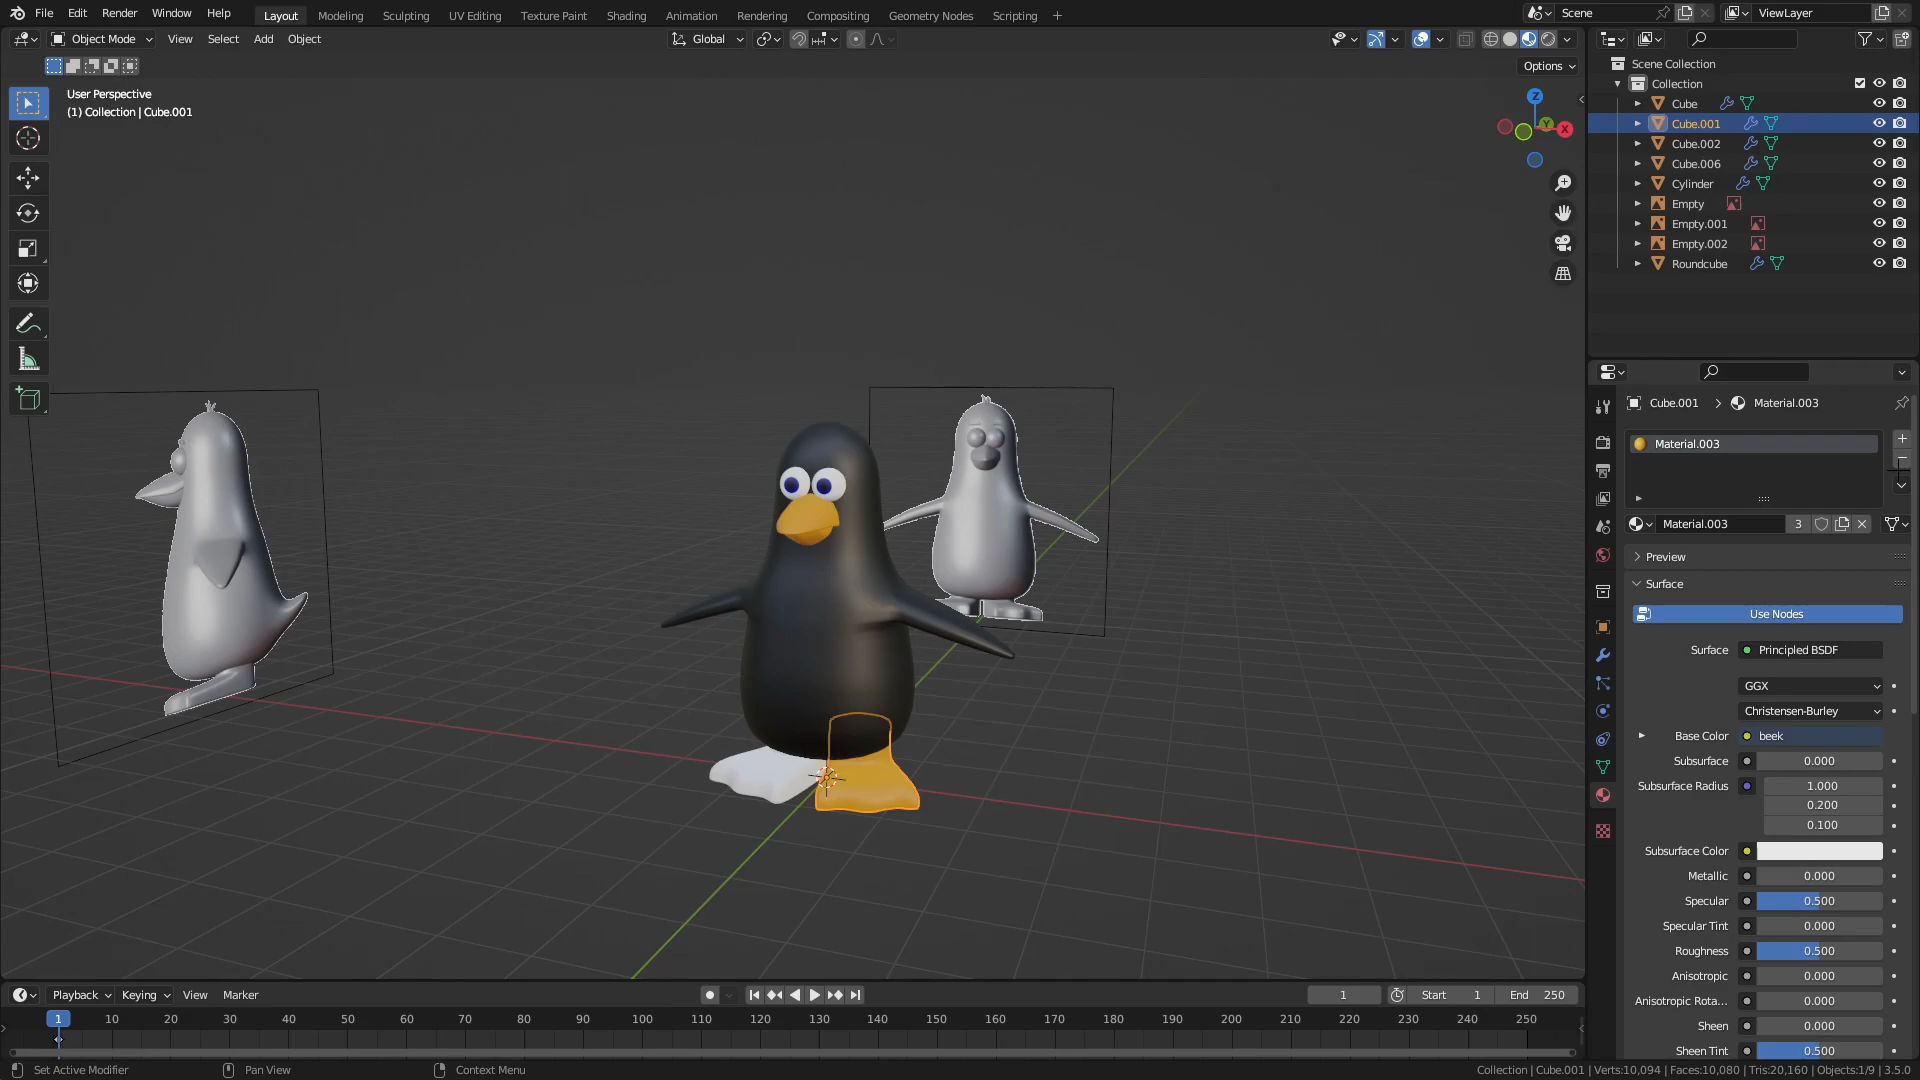 File Edit Render Window Help Layout Modeling Sculpting UV Editing Texture Paint Shading Animation Rendering Compositing Geometry Nodes Scripting + Scene ViewLayer
Object Mode View Select Add Object Global
Options
User Perspective
(1) Collection | Cube.001
Z
Y
X
Scene Collection
Collection
Cube
Cube.001
Cube.002
Cube.006
Cylinder
Empty
Empty.001
Empty.002
Roundcube
Cube.001 > Material.003
Material.003
Material.003 3
Preview
Surface
Use Nodes
Surface Principled BSDF
GGX
Christensen-Burley
Base Color beek
Subsurface 0.000
Subsurface Radius 1.000
0.200
0.100
Subsurface Color
Metallic 0.000
Specular 0.500
Specular Tint 0.000
Roughness 0.500
Anisotropic 0.000
Anisotropic Rota... 0.000
Sheen 0.000
Sheen Tint 0.500
Playback Keying View Marker 1 Start 1 End 250
1 10 20 30 40 50 60 70 80 90 100 110 120 130 140 150 160 170 180 190 200 210 220 230 240 250
Set Active Modifier Pan View Context Menu Collection | Cube.001 | Verts:10,094 | Faces:10,080 | Tris:20,160 | Objects:1/9 | 3.5.0